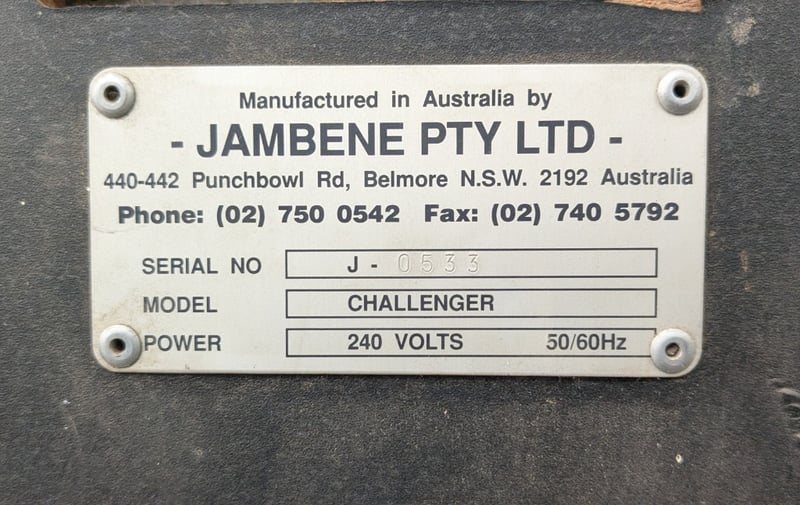 Manufactured in Australia by
- JAMBENE PTY LTD -
440-442 Punchbowl Rd, Belmore N.S.W. 2192 Australia
Phone: (02) 750 0542 Fax: (02) 740 5792
SERIAL NO J - 0533
MODEL CHALLENGER
POWER 240 VOLTS 50/60Hz